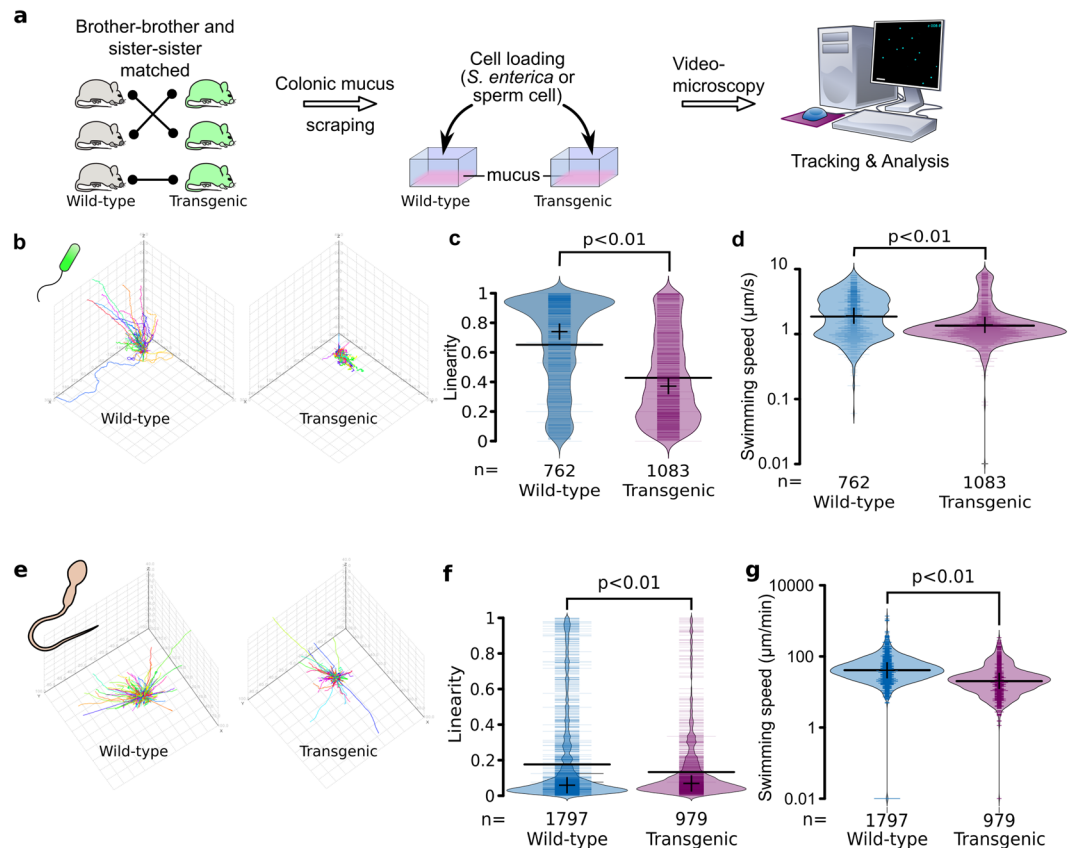 a
Brother-brother and
sister-sister
matched
Wild-type
Transgenic
Colonic mucus
scraping
Cell loading
(S. enterica or
sperm cell)
mucus
Wild-type
Transgenic
Video-
microscopy
Tracking & Analysis
b
Wild-type
Transgenic
c
p<0.01
Linearity
1
0.8
0.6
0.4
0.2
0
n=
762
1083
Wild-type
Transgenic
d
p<0.01
Swimming speed (µm/s)
10
1
0.1
0.01
n=
762
1083
Wild-type
Transgenic
e
Wild-type
Transgenic
f
p<0.01
Linearity
1
0.8
0.6
0.4
0.2
0
n=
1797
979
Wild-type
Transgenic
g
p<0.01
Swimming speed (µm/min)
10000
100
1
0.01
n=
1797
979
Wild-type
Transgenic